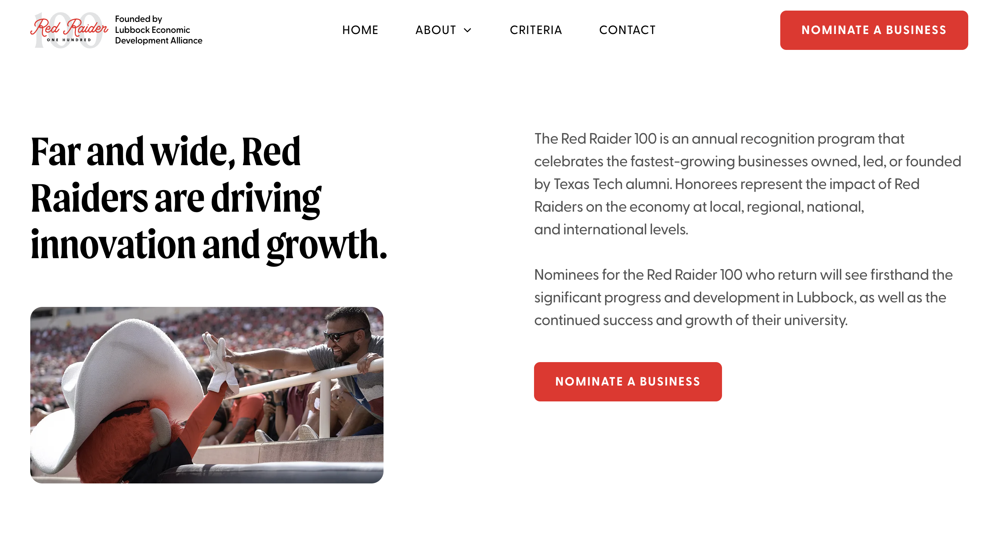 100
Red Raider
ONE HUNDRED
Founded by
Lubbock Economic
Development Alliance
HOME
ABOUT
CRITERIA
CONTACT
NOMINATE A BUSINESS
Far and wide, Red
Raiders are driving
innovation and growth.
The Red Raider 100 is an annual recognition program that
celebrates the fastest-growing businesses owned, led, or founded
by Texas Tech alumni. Honorees represent the impact of Red
Raiders on the economy at local, regional, national,
and international levels.
Nominees for the Red Raider 100 who return will see firsthand the
significant progress and development in Lubbock, as well as the
continued success and growth of their university.
NOMINATE A BUSINESS